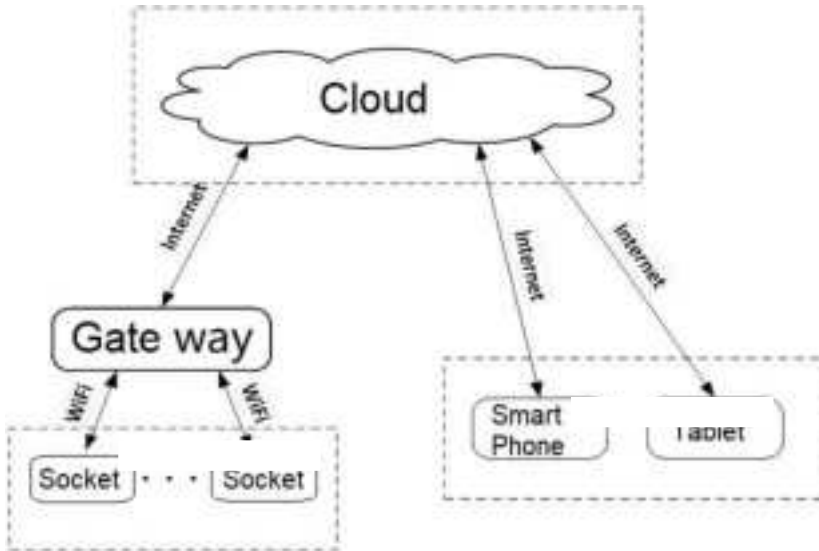 Cloud
Internet
Internet
Internet
Gate way
WiFi
WiFi
Smart
Phone
Tablet
Socket
. . .
Socket